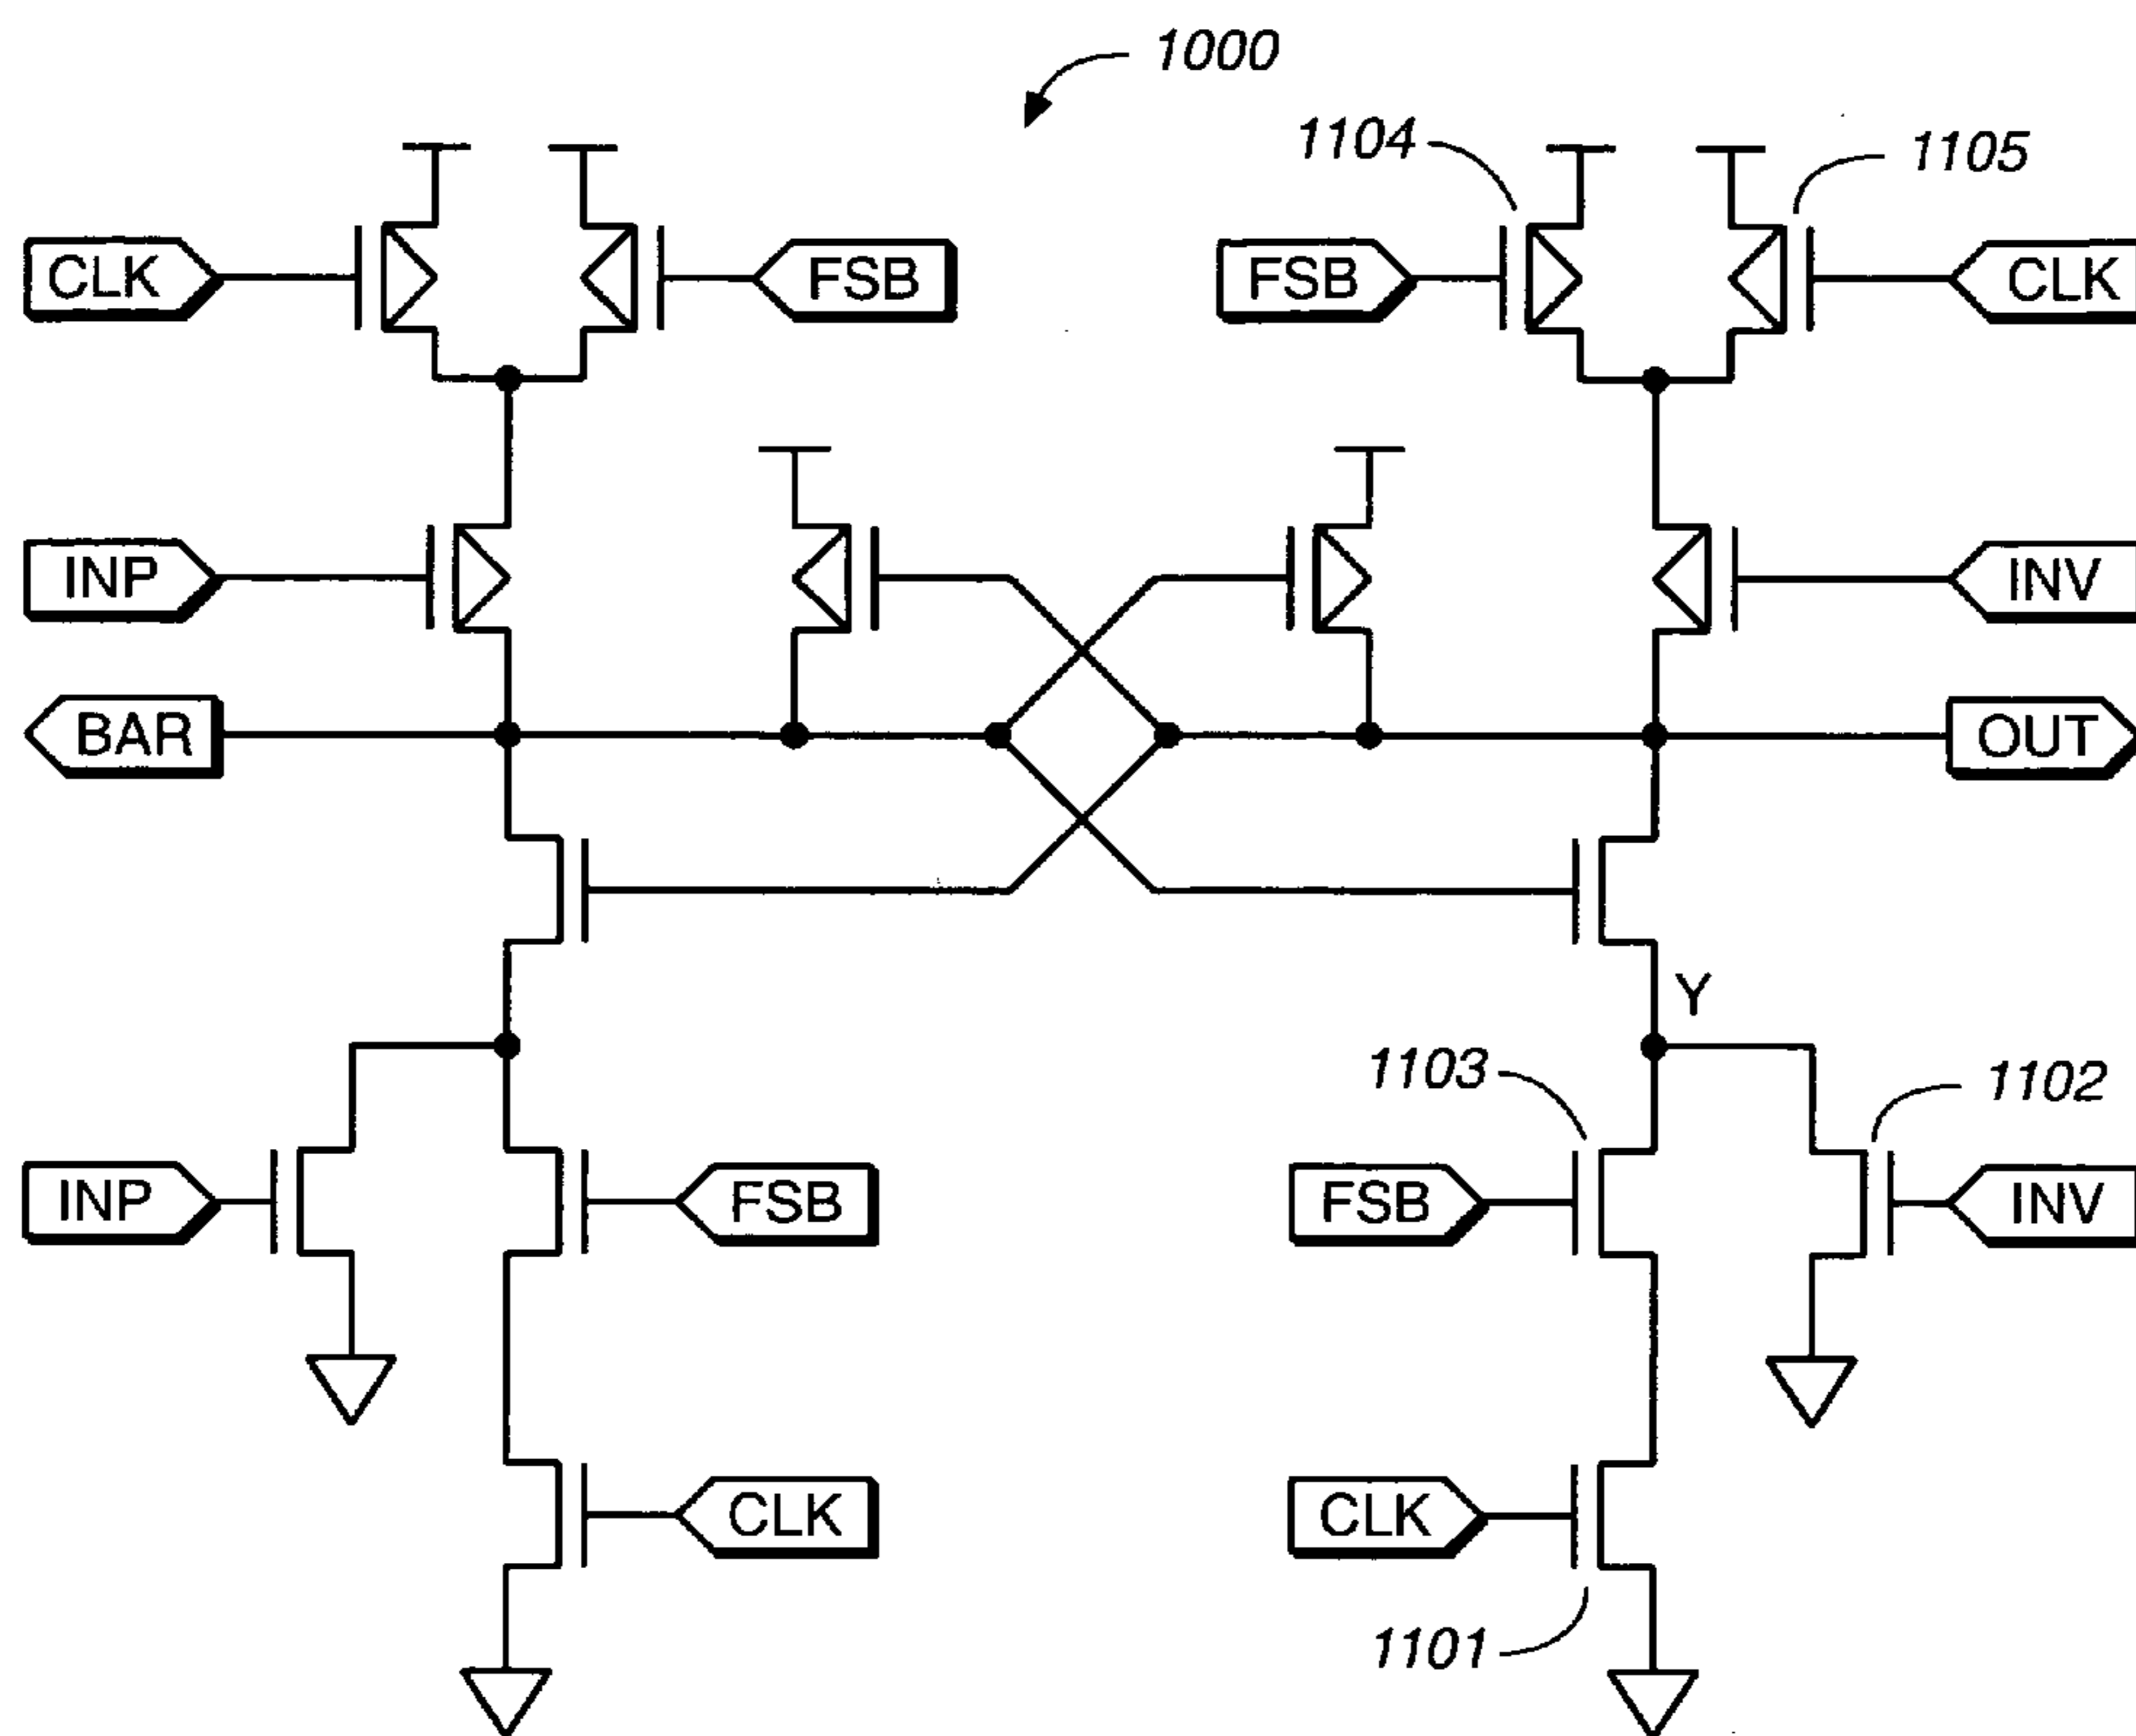 1000
1104
1105
CLK
FSB
FSB
CLK
INP
INV
BAR
OUT
Y
1103
1102
INP
FSB
FSB
INV
CLK
CLK
1101